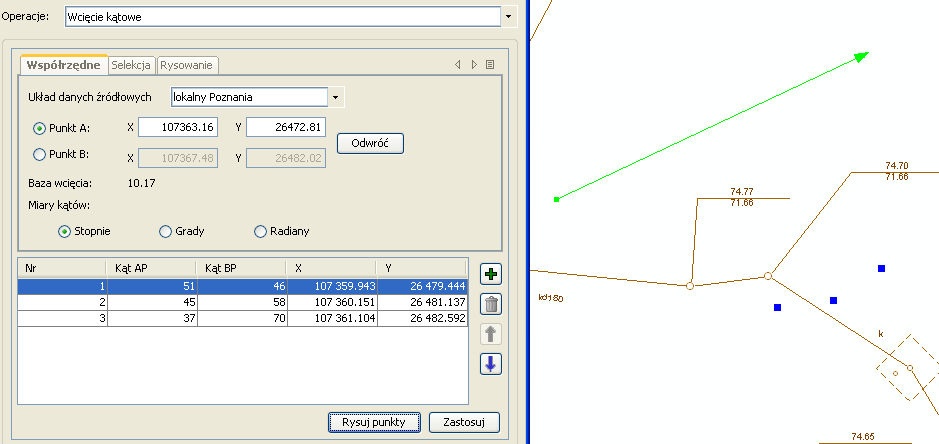 Operacje: Wcięcie kątowe
Współrzędne Selekcja Rysowanie
Układ danych źródłowych lokalny Poznania
Punkt A: X 107363.16 Y 26472.81
Odwróć
Punkt B: X 107367.48 Y 26482.02
Baza wcięcia: 10.17
Miary kątów:
Stopnie Grady Radiany
Nr Kąt AP Kąt BP X Y
1 51 46 107 359.943 26 479.444
2 45 58 107 360.151 26 481.137
3 37 70 107 361.104 26 482.592
Rysuj punkty Zastosuj
74.70
71.66
74.77
71.66
kd180
k
74.65